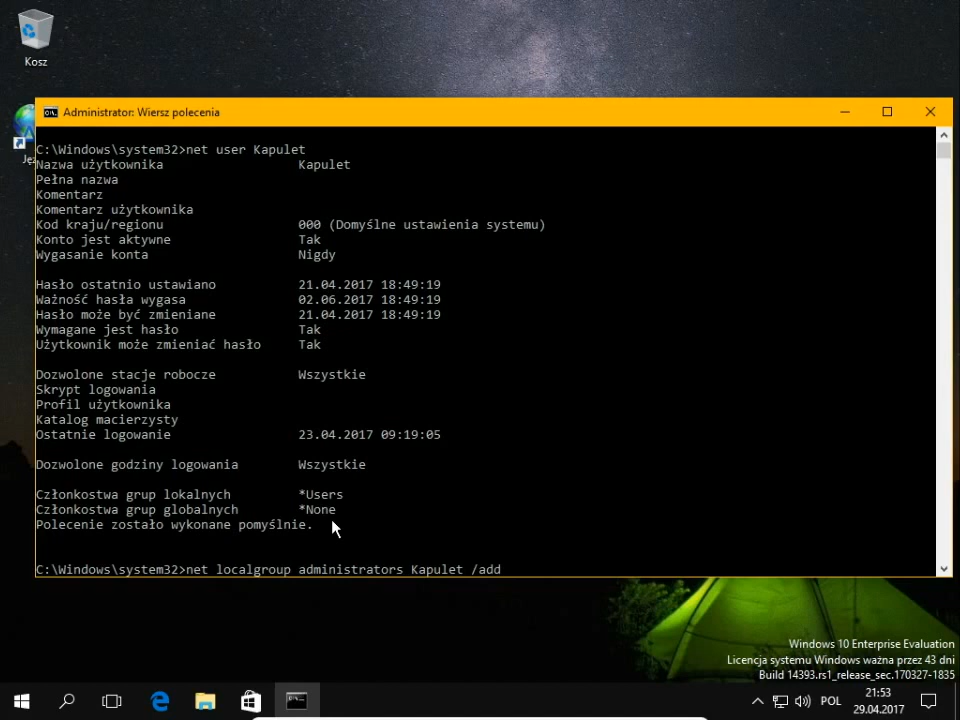 Kosz
Administrator: Wiersz polecenia
C:\Windows\system32>net user Kapulet
Nazwa użytkownika Kapulet
Pełna nazwa
Komentarz
Komentarz użytkownika
Kod kraju/regionu 000 (Domyślne ustawienia systemu)
Konto jest aktywne Tak
Wygasanie konta Nigdy
Hasło ostatnio ustawiano 21.04.2017 18:49:19
Ważność hasła wygasa 02.06.2017 18:49:19
Hasło może być zmieniane 21.04.2017 18:49:19
Wymagane jest hasło Tak
Użytkownik może zmieniać hasło Tak
Dozwolone stacje robocze Wszystkie
Skrypt logowania
Profil użytkownika
Katalog macierzysty
Ostatnie logowanie 23.04.2017 09:19:05
Dozwolone godziny logowania Wszystkie
Członkostwa grup lokalnych *Users
Członkostwa grup globalnych *None
Polecenie zostało wykonane pomyślnie.
C:\Windows\system32>net localgroup administrators Kapulet /add
Windows 10 Enterprise Evaluation
Licencja systemu Windows ważna przez 43 dni
Build 14393.rs1_release_sec.170327-1835
POL
21:53
29.04.2017